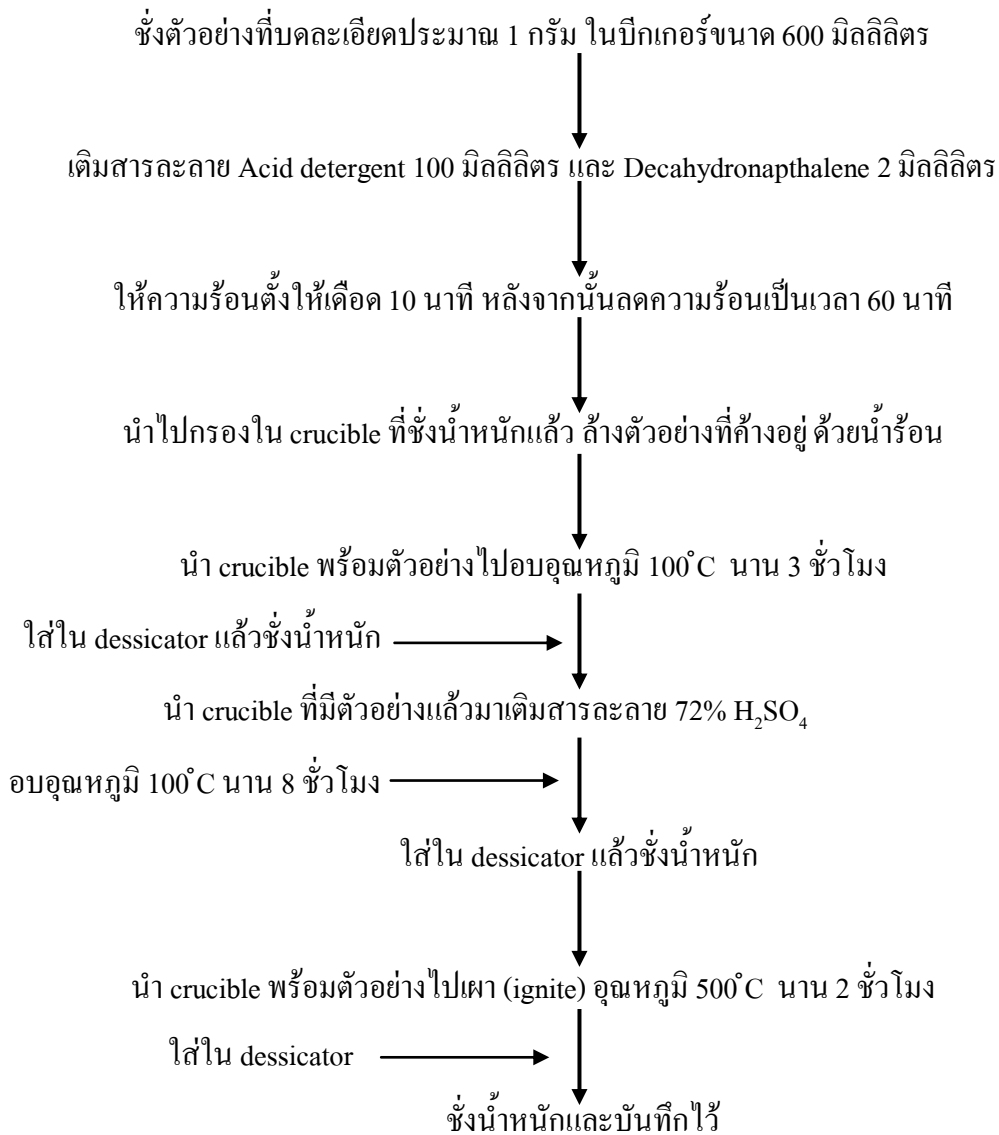 ชั่งตัวอย่างที่บดละเอียดประมาณ 1 กรัม ในบีกเกอร์ขนาด 600 มิลลิลิตร
เติมสารละลาย Acid detergent 100 มิลลิลิตร และ Decahydronapthalene 2 มิลลิลิตร
ให้ความร้อนตั้งให้เดือด 10 นาที หลังจากนั้นลดความร้อนเป็นเวลา 60 นาที
นำไปกรองใน crucible ที่ชั่งน้ำหนักแล้ว ล้างตัวอย่างที่ค้างอยู่ ด้วยน้ำร้อน
นำ crucible พร้อมตัวอย่างไปอบอุณหภูมิ 100°C นาน 3 ชั่วโมง
ใส่ใน dessicator แล้วชั่งน้ำหนัก
นำ crucible ที่มีตัวอย่างแล้วมาเติมสารละลาย 72% H₂SO₄
อบอุณหภูมิ 100°C นาน 8 ชั่วโมง
ใส่ใน dessicator แล้วชั่งน้ำหนัก
นำ crucible พร้อมตัวอย่างไปเผา (ignite) อุณหภูมิ 500°C นาน 2 ชั่วโมง
ใส่ใน dessicator
ชั่งน้ำหนักและบันทึกไว้